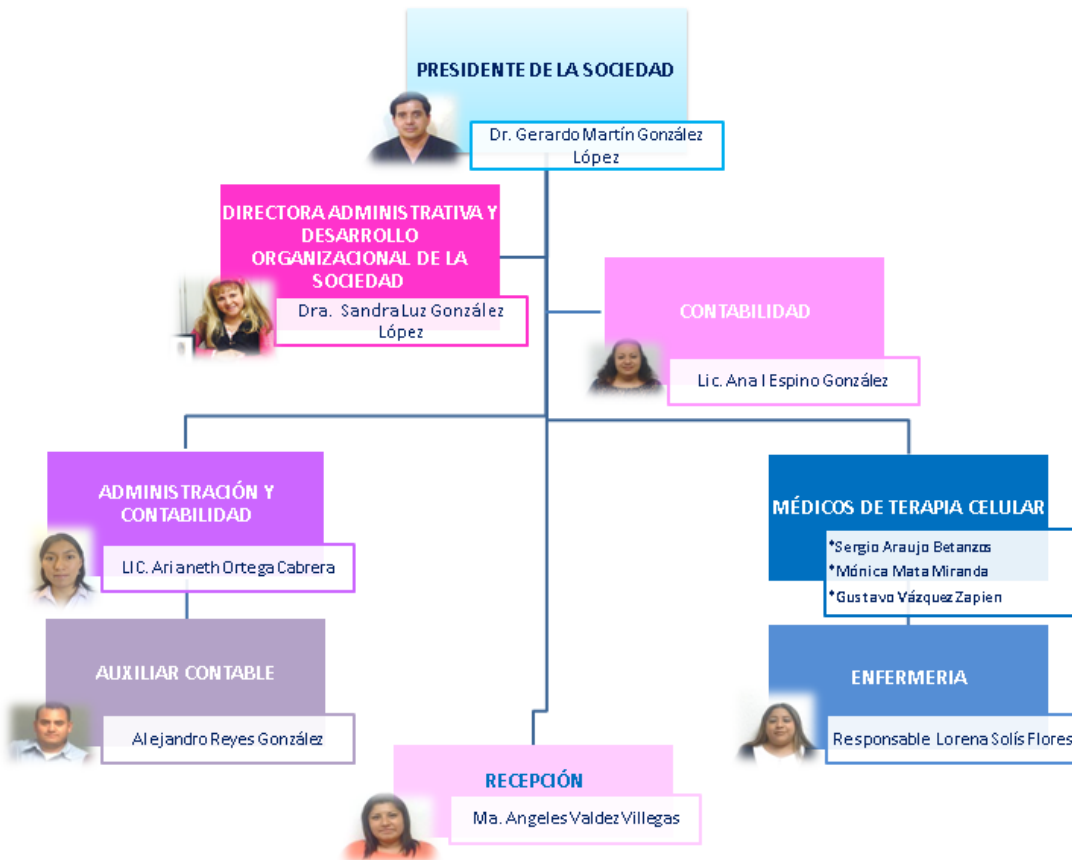 PRESIDENTE DE LA SOCIEDAD
Dr. Gerardo Martín González
López
DIRECTORA ADMINISTRATIVA Y
DESARROLLO
ORGANIZACIONAL DE LA
SOCIEDAD
Dra. Sandra Luz González
López
CONTABILIDAD
Lic. Ana I Espino González
ADMINISTRACIÓN Y
CONTABILIDAD
LIC. Arianeth Ortega Cabrera
MÉDICOS DE TERAPIA CELULAR
*Sergio Araujo Betanzos
*Mónica Mata Miranda
*Gustavo Vázquez Zapien
AUXILIAR CONTABLE
Alejandro Reyes González
ENFERMERIA
Responsable Lorena Solís Flores
RECEPCIÓN
Ma. Angeles Valdez Villegas